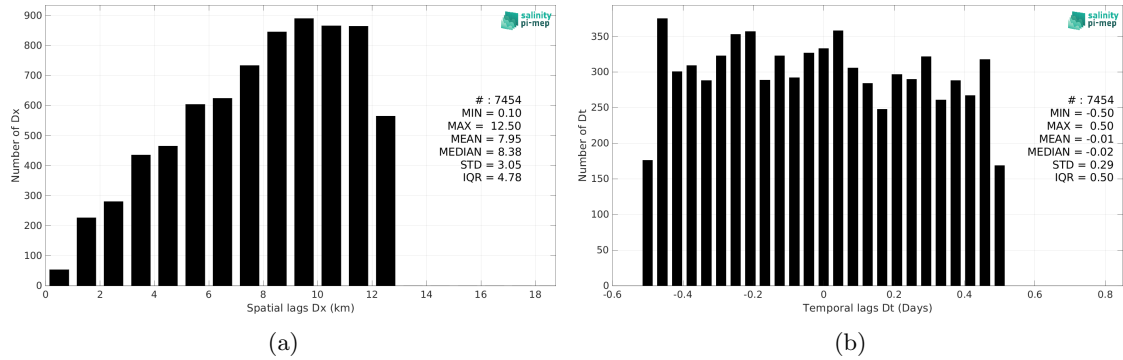 salinity
pi-mep
900
800
700
600
500
400
300
200
100
0
Number of Dx
# : 7454
MIN = 0.10
MAX = 12.50
MEAN = 7.95
MEDIAN = 8.38
STD = 3.05
IQR = 4.78
0 2 4 6 8 10 12 14 16 18
Spatial lags Dx (km)
(a)
salinity
pi-mep
350
300
250
200
150
100
50
0
Number of Dt
# : 7454
MIN = -0.50
MAX = 0.50
MEAN = -0.01
MEDIAN = -0.02
STD = 0.29
IQR = 0.50
-0.6 -0.4 -0.2 0 0.2 0.4 0.6 0.8
Temporal lags Dt (Days)
(b)